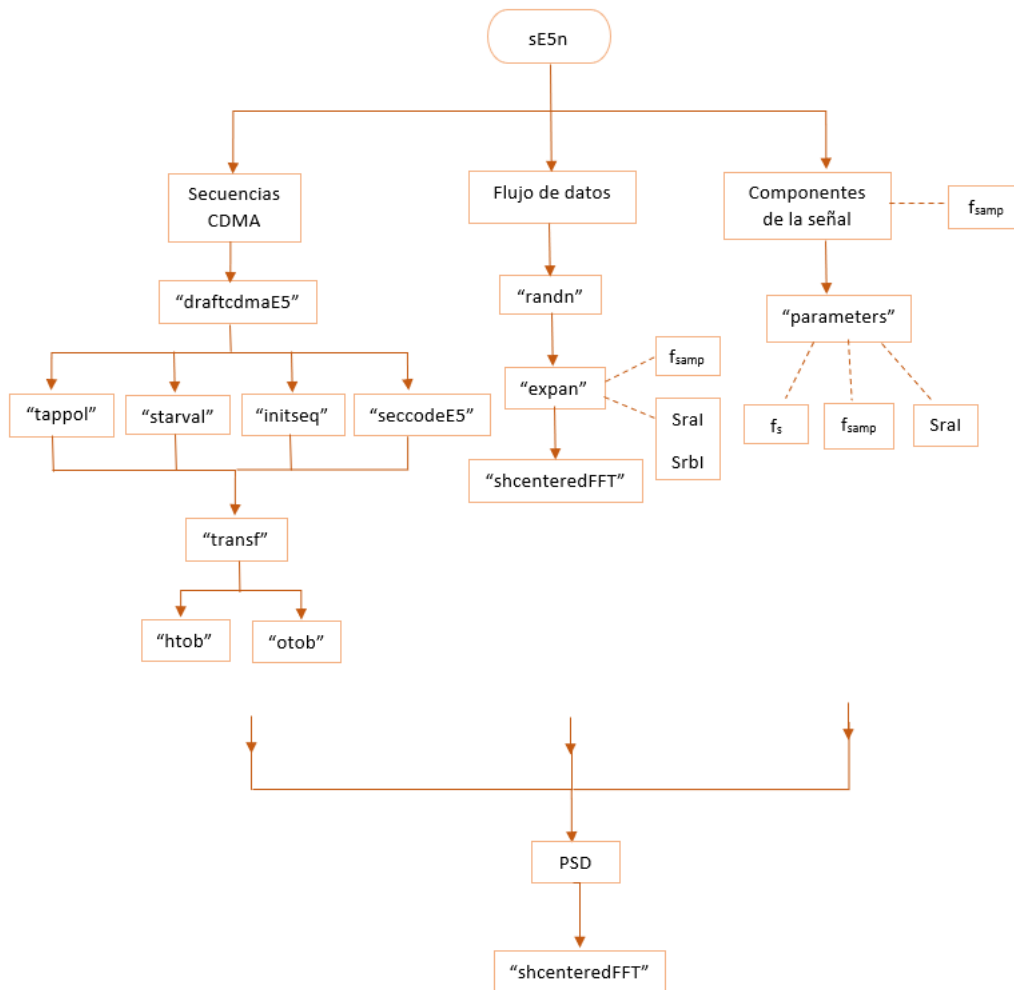 sE5n
Secuencias
CDMA
Flujo de datos
Componentes
de la señal
fsamp
“draftcdmaE5”
“randn”
“parameters”
“expan”
fsamp
SraI
SrbI
fs
fsamp
SraI
“tappol”
“starval”
“initseq”
“seccodeE5”
“shcenteredFFT”
“transf”
“htob”
“otob”
PSD
“shcenteredFFT”